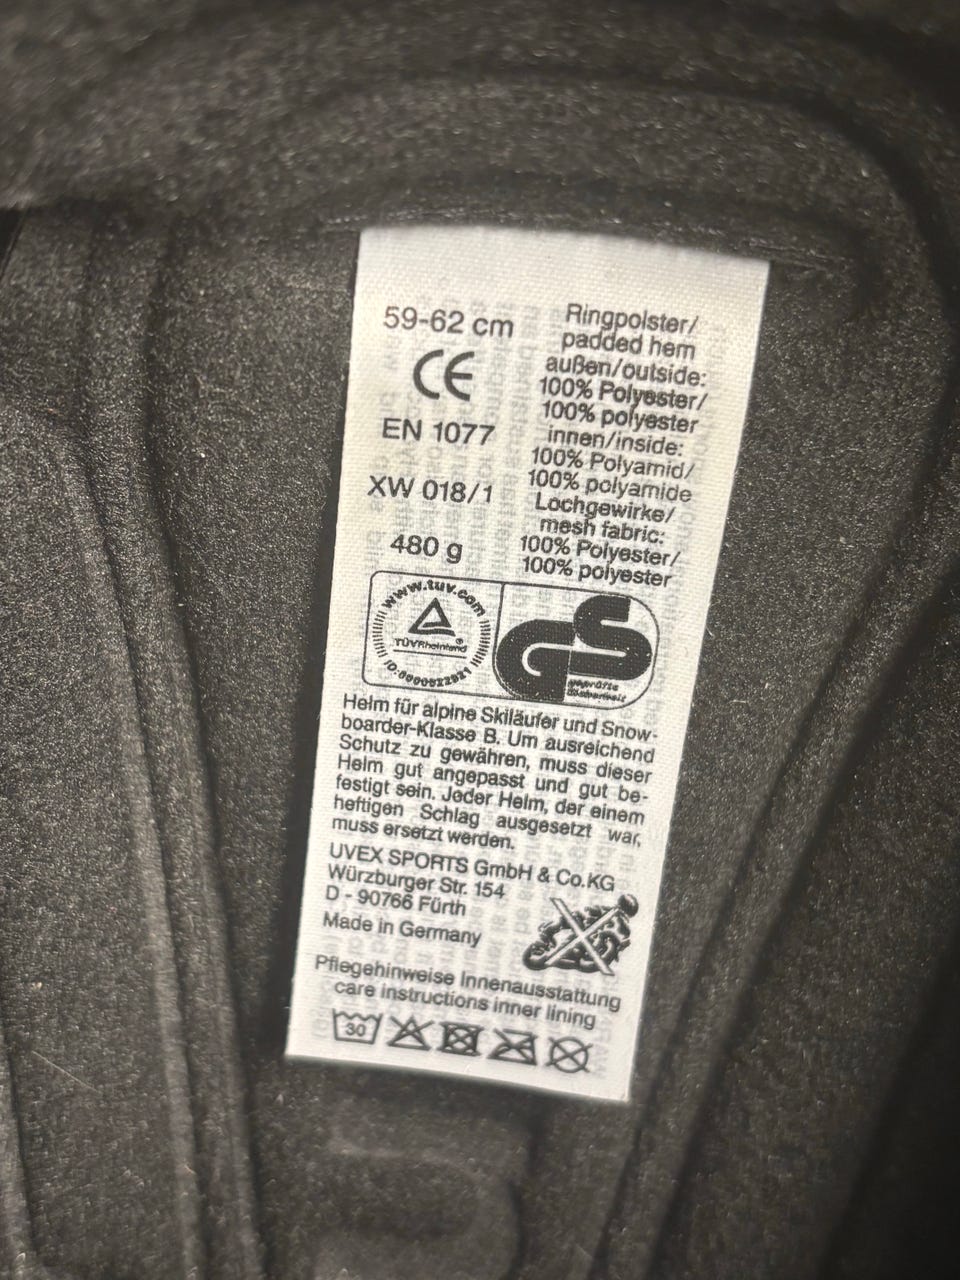 59-62 cm
CE
EN 1077
XW 018/1
480 g
Ringpolster/
padded hem
außen/outside:
100% Polyester/
100% polyester
innen/inside:
100% Polyamid/
100% polyamide
Lochgewirke/
mesh fabric:
100% Polyester/
100% polyester
www.tuv.com
TÜVRheinland®
GS
geprüfte
Sicherheit
Helm für alpine Skiläufer und Snow-
boarder-Klasse B. Um ausreichend
Schutz zu gewähren, muss dieser
Helm gut angepasst und gut be-
festigt sein. Jeder Helm, der einem
heftigen Schlag ausgesetzt war,
muss ersetzt werden.
UVEX SPORTS GmbH & Co.KG
Würzburger Str. 154
D - 90766 Fürth
Made in Germany
Pflegehinweise Innenausstattung
care instructions inner lining
30